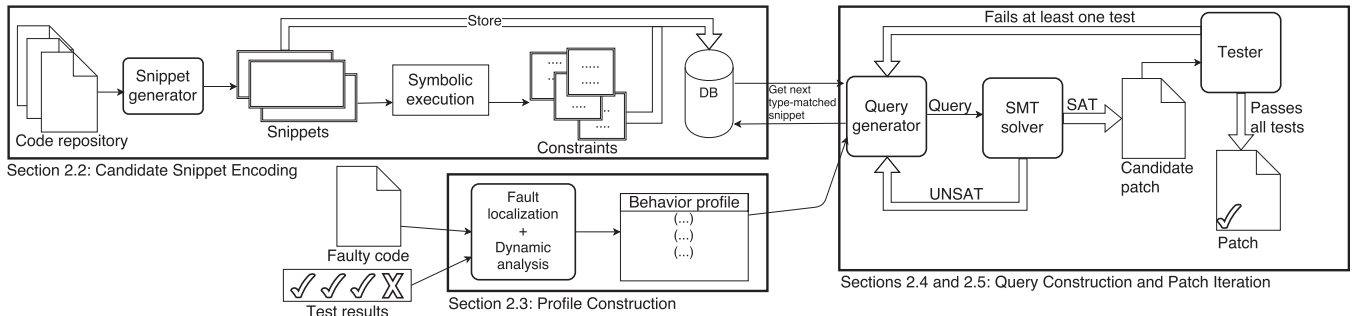 Store
Snippet
generator
Symbolic
execution
....
.....
....
....
DB
Code repository
Snippets
Constraints
Section 2.2: Candidate Snippet Encoding
Get next
type-matched
snippet
Fails at least one test
Tester
Query
generator
Query
SMT
solver
SAT
Passes
all tests
Candidate
patch
UNSAT
Patch
Sections 2.4 and 2.5: Query Construction and Patch Iteration
Faulty code
Test results
Fault
localization
+
Dynamic
analysis
Behavior profile
(...)
(...)
(...)
Section 2.3: Profile Construction